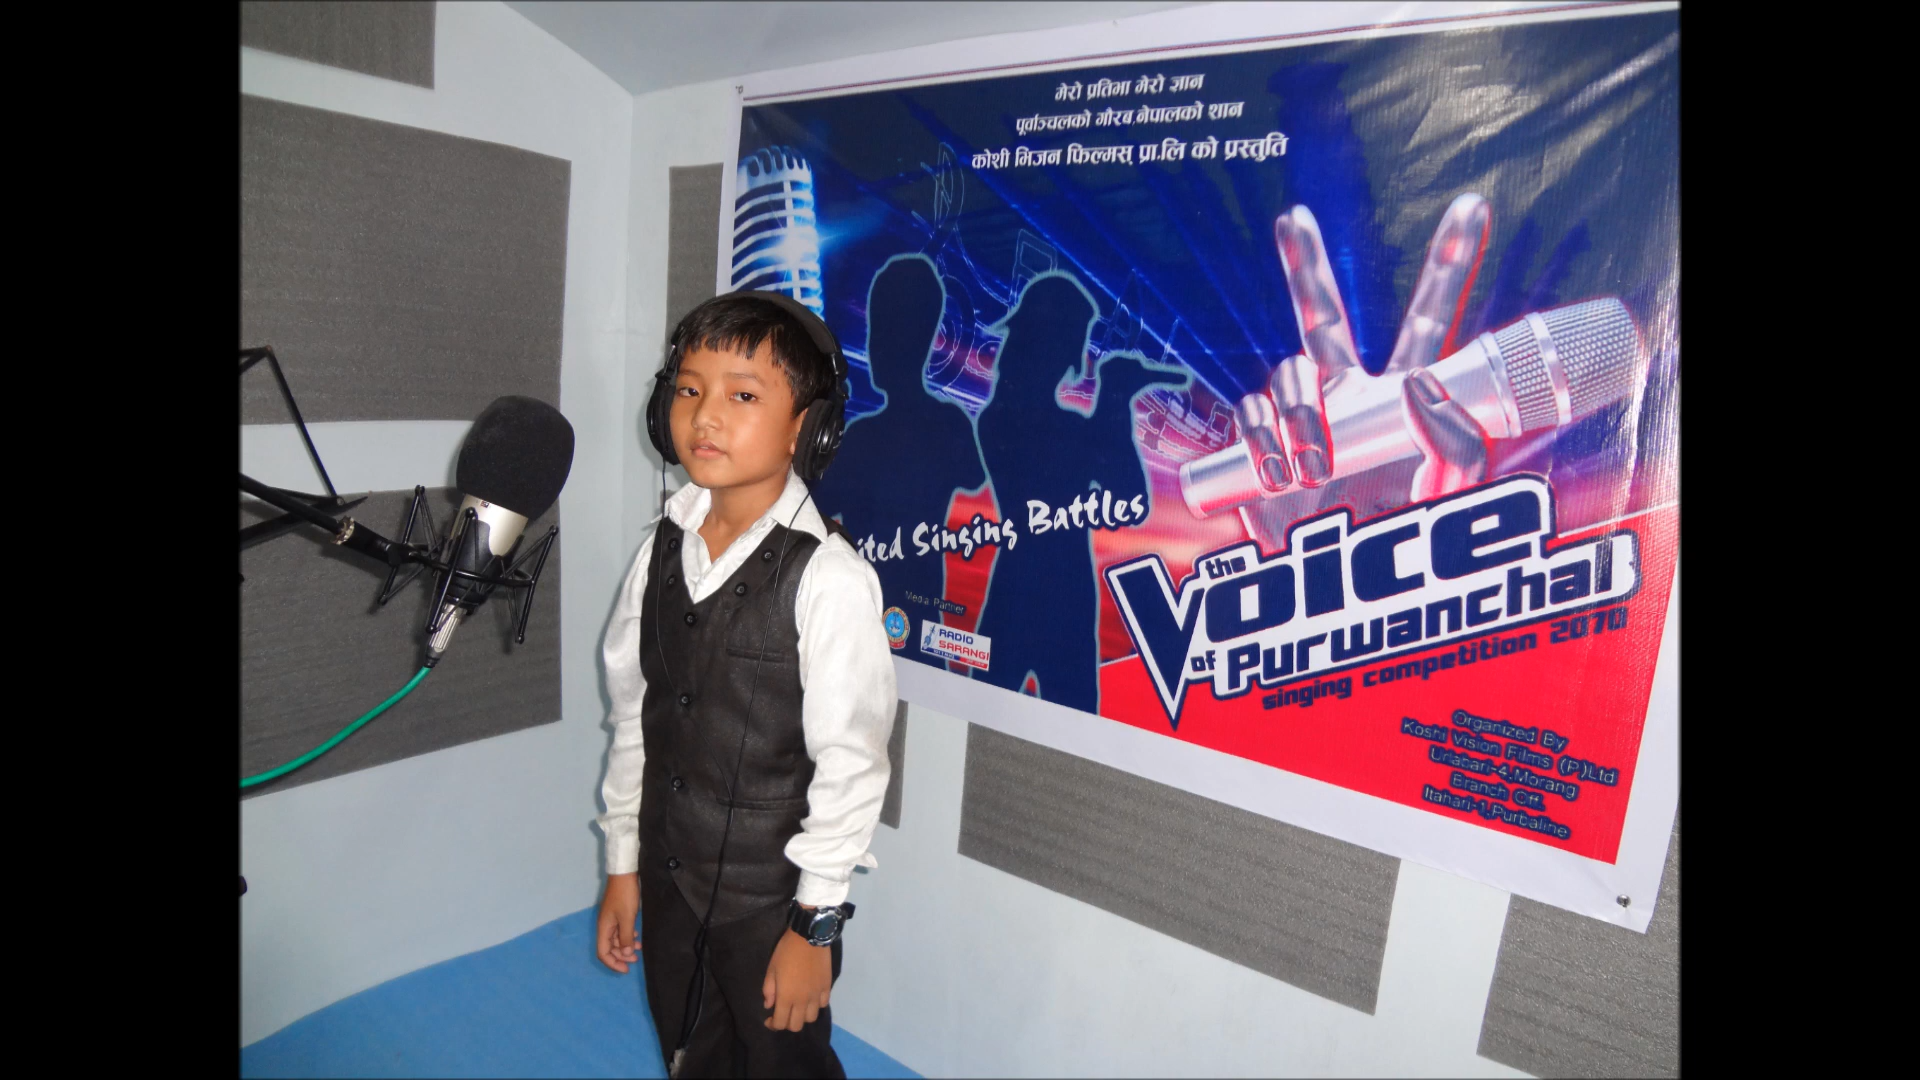 मेरो प्रतिभा मेरो ज्ञान
पूर्वाञ्चलको गौरब,नेपालको शान
कोशी भिजन फिल्मस् प्रा.लि को प्रस्तुति
ited Singing Battles
Media Partner
RADIO
SARANGI
the
Voice
of Purwanchal
singing competition 2070
Organized By
Koshi Vision Films (P)Ltd
Urlabari-4,Morang
Branch Off.
Itahari-1,Purbaline